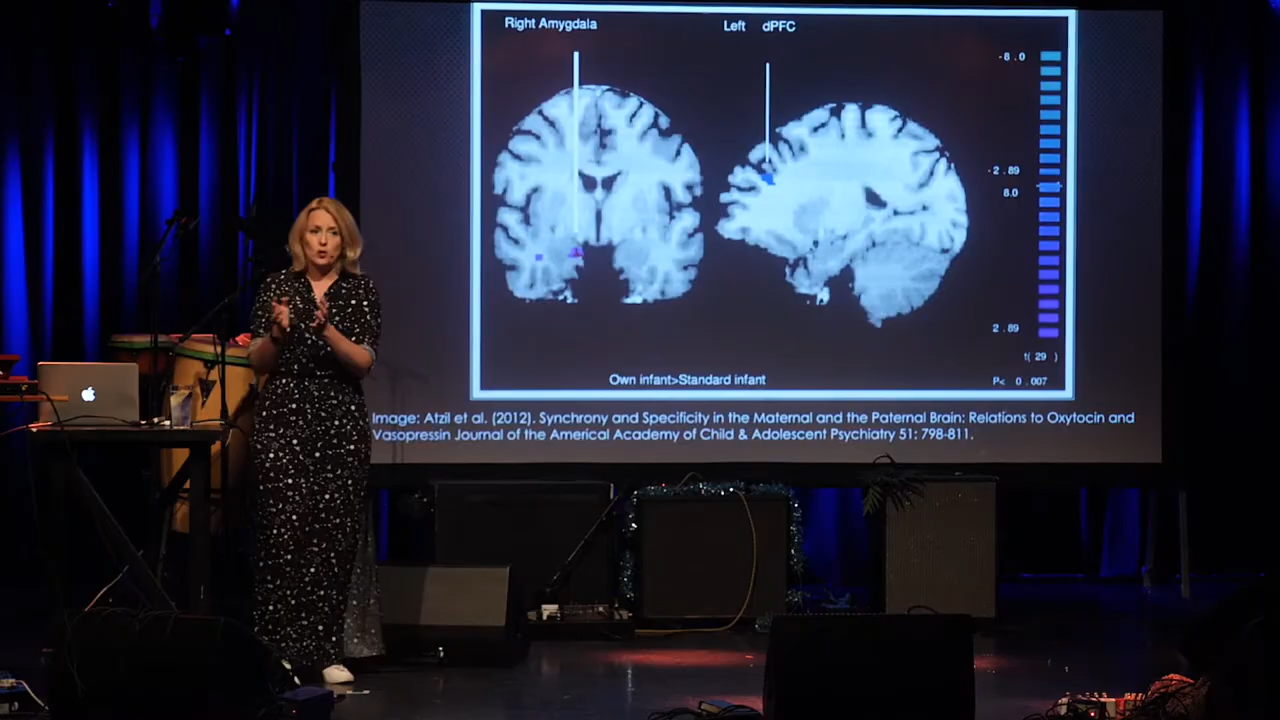 Right Amygdala
Left dPFC
-8.0
-2.89
8.0
2.89
t( 29 )
P< 0.007
Own infant>Standard infant
Image: Atzil et al. (2012). Synchrony and Specificity in the Maternal and the Paternal Brain: Relations to Oxytocin and
Vasopressin Journal of the Americal Academy of Child & Adolescent Psychiatry 51: 798-811.